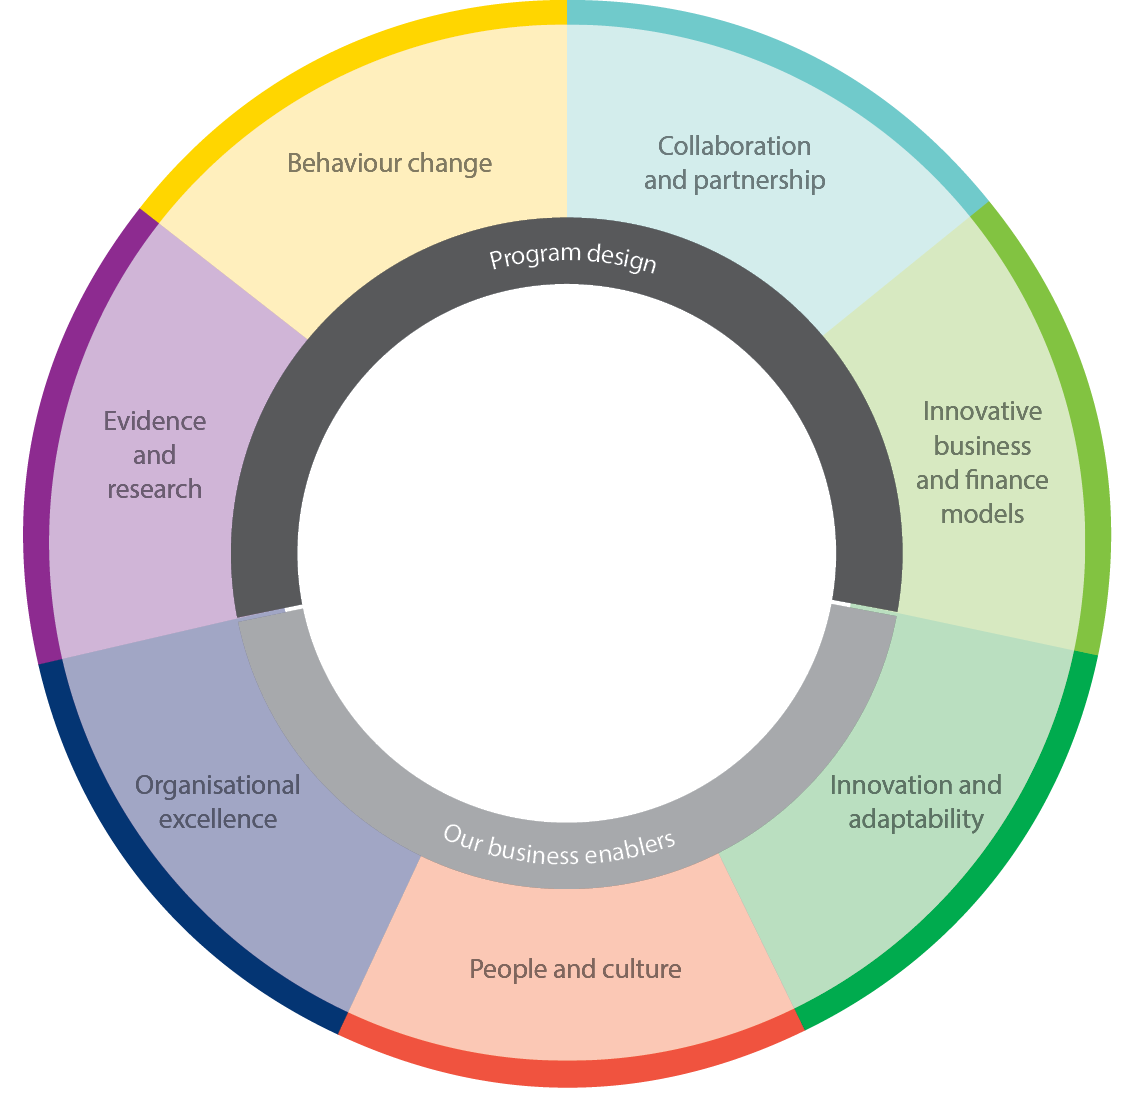 Behaviour change
Collaboration
and partnership
Program design
Evidence
and
research
Innovative
business
and finance
models
Organisational
excellence
Innovation and
adaptability
Our business enablers
People and culture